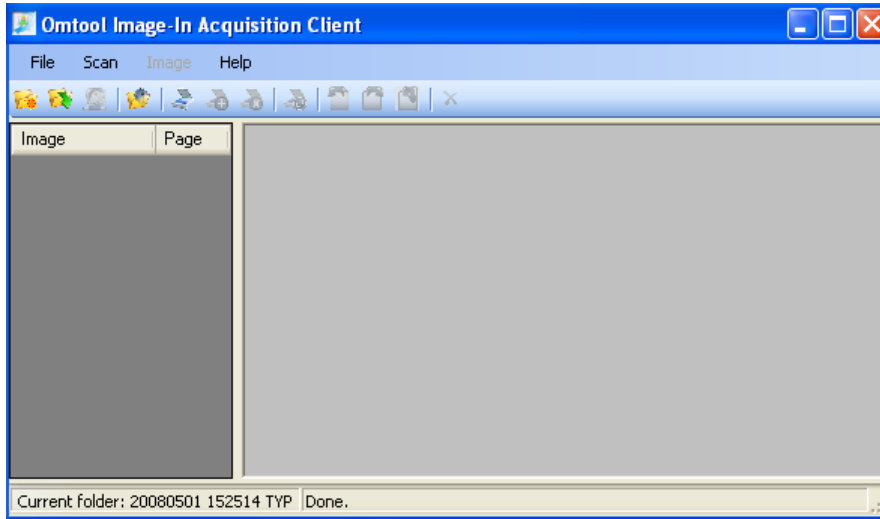 Omtool Image-In Acquisition Client
File Scan Image Help
Image Page
Current folder: 20080501 152514 TYP Done.